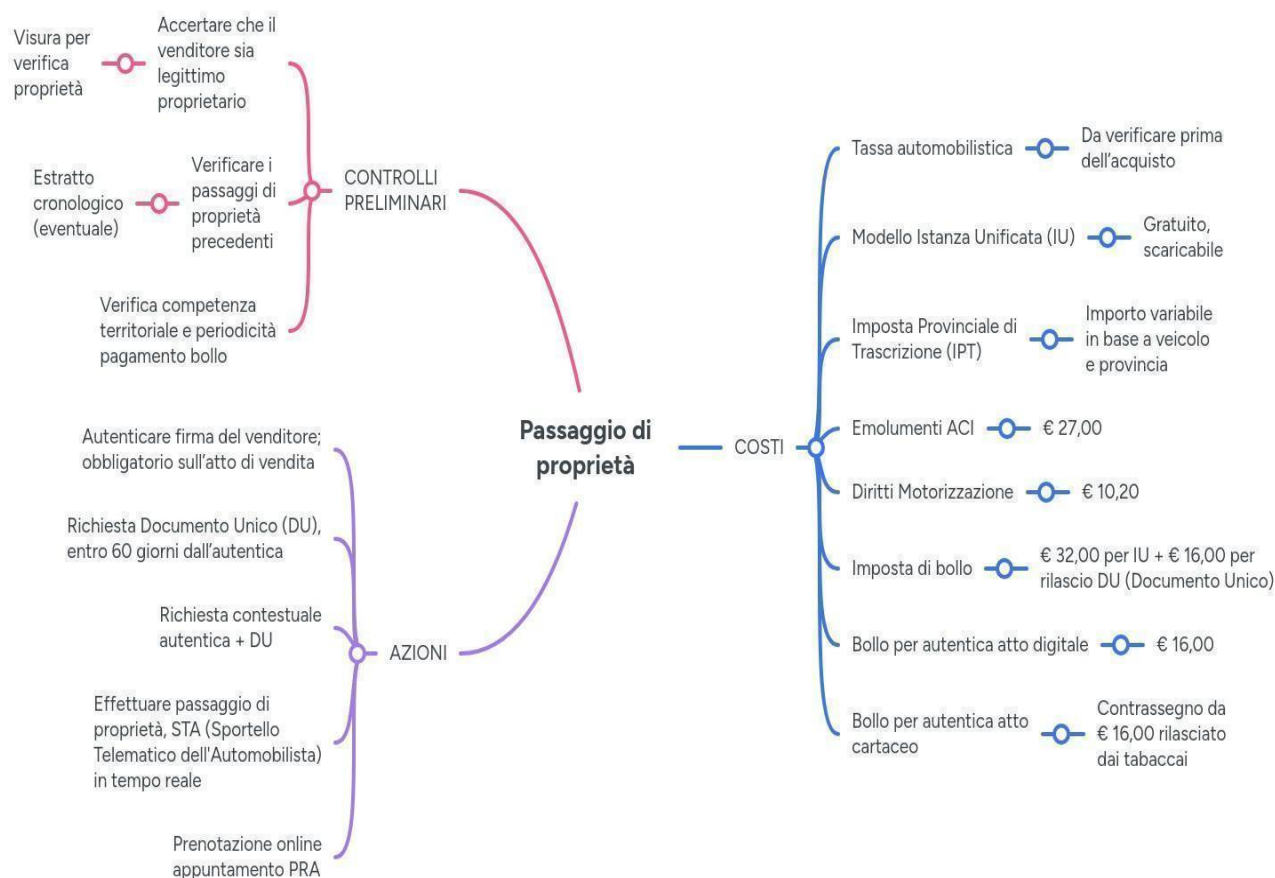 Visura per
verifica
proprietà
Accertare che il
venditore sia
legittimo
proprietario
Estratto
cronologico
(eventuale)
Verificare i
passaggi di
proprietà
precedenti
CONTROLLI
PRELIMINARI
Verifica competenza
territoriale e periodicità
pagamento bollo
Passaggio di
proprietà
Autenticare firma del venditore;
obbligatorio sull'atto di vendita
Richiesta Documento Unico (DU),
entro 60 giorni dall'autentica
Richiesta contestuale
autentica + DU
AZIONI
Effettuare passaggio di
proprietà, STA (Sportello
Telematico dell'Automobilista)
in tempo reale
Prenotazione online
appuntamento PRA
COSTI
Tassa automobilistica
Da verificare prima
dell'acquisto
Modello Istanza Unificata (IU)
Gratuito,
scaricabile
Imposta Provinciale di
Trascrizione (IPT)
Importo variabile
in base a veicolo
e provincia
Emolumenti ACI
€ 27,00
Diritti Motorizzazione
€ 10,20
Imposta di bollo
€ 32,00 per IU + € 16,00 per
rilascio DU (Documento Unico)
Bollo per autentica atto digitale
€ 16,00
Bollo per autentica atto
cartaceo
Contrassegno da
€ 16,00 rilasciato
dai tabaccai